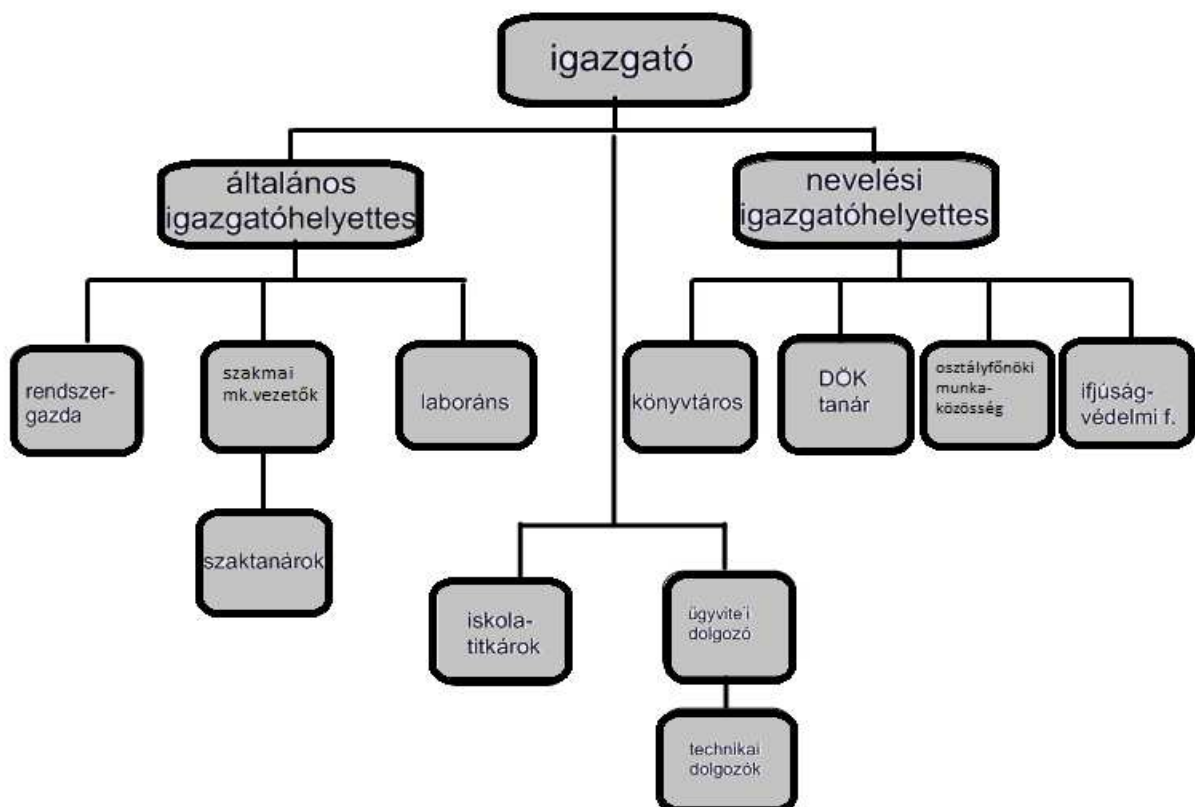 igazgató
általános
igazgatóhelyettes
nevelési
igazgatóhelyettes
rendszer-
gazda
szakmai
mk.vezetők
laboráns
könyvtáros
DÖK
tanár
osztályfőnöki
munka-
közösség
ifjúság-
védelmi f.
szaktanárok
iskola-
titkárok
ügyvite'i
dolgozó
technikai
dolgozók